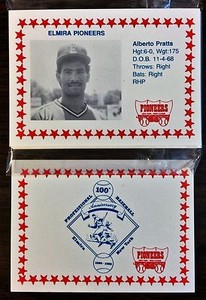 ELMIRA PIONEERS
Alberto Pratts
Hgt:6-0, Wgt:175
D.O.B. 11-4-68
Throws: Right
Bats: Right
RHP
PIONEERS
PIONEERS
PROFESSIONAL BASEBALL
100
Anniversary
Elmira
New York